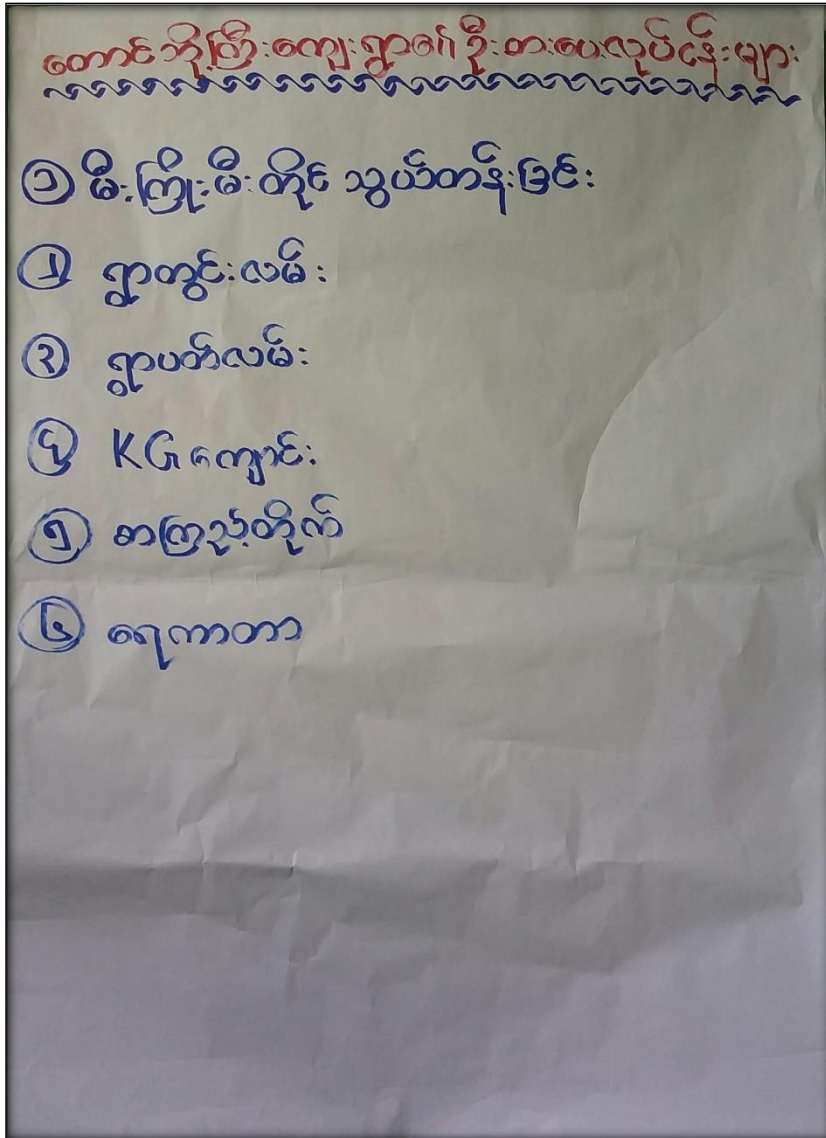 တောင်ဘို့ကြီးကျေးရွာ၏ဦးစားပေးလုပ်ငန်းများ
၁ မီးကြိုးမီးတိုင် သွယ်တန်းခြင်း
၂ ရွာတွင်းလမ်း
၃ ရွာပတ်လမ်း
၄ KG ကျောင်း
၅ စာကြည့်တိုက်
၆ ရေကာတာ